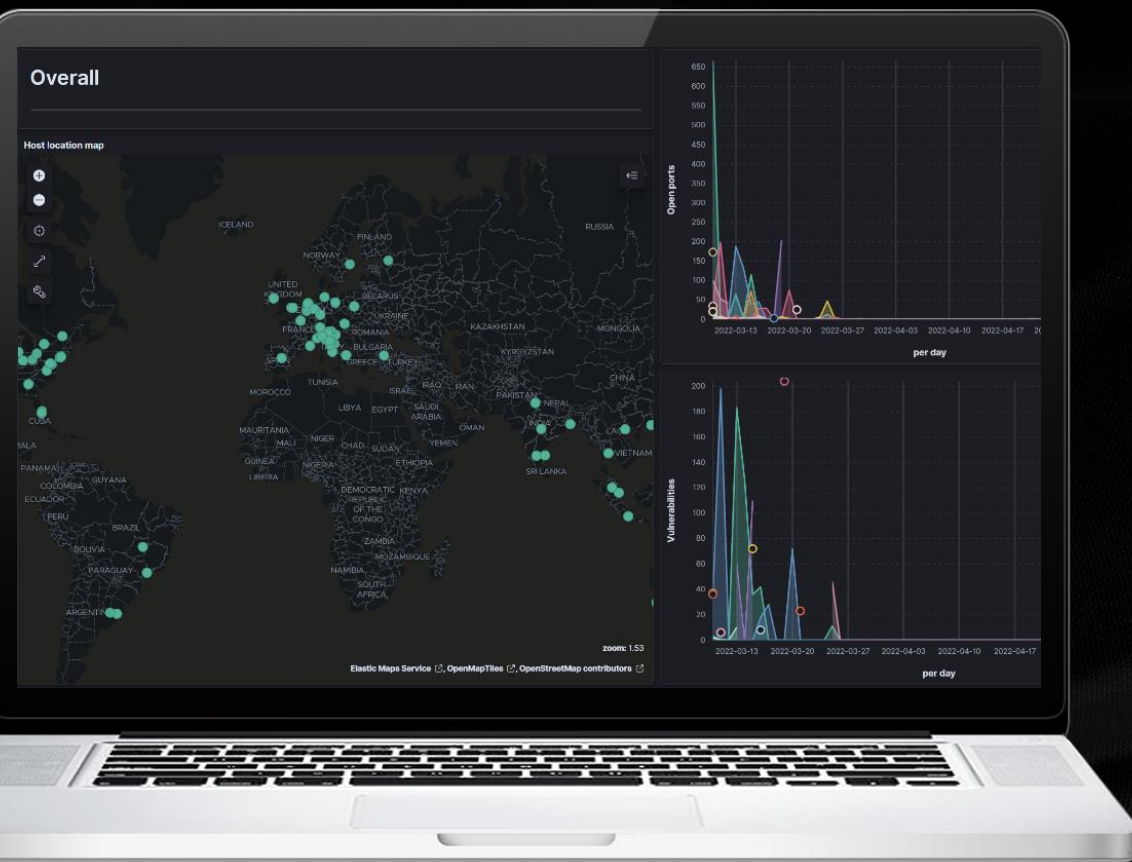 Overall
Host location map
ICELAND
RUSSIA
FINLAND
NORWAY
UNITED
KINGDOM
BELARUS
UKRAINE
FRANCE
ROMANIA
KAZAKHSTAN
MONGOLIA
BULGARIA
KYRGYZSTAN
GREECE
TURKEY
CHINA
TUNISIA
MOROCCO
ISRAEL
IRAQ
IRAN
PAKISTAN
NEPAL
LIBYA
EGYPT
SAUDI
ARABIA
OMAN
INDIA
CUBA
MAURITANIA
MALI
NIGER
CHAD
SUDAN
YEMEN
VIETNAM
GUINEA
NIGERIA
ETHIOPIA
SRI LANKA
LIBERIA
PANAMA
GUYANA
COLOMBIA
ECUADOR
DEMOCRATIC
REPUBLIC
OF THE
CONGO
KENYA
PERU
BRAZIL
ZAMBIA
BOLIVIA
MOZAMBIQUE
PARAGUAY
NAMIBIA
SOUTH
AFRICA
zoom: 1.53
Elastic Maps Service, OpenMapTiles, OpenStreetMap contributors
Open ports
650
600
550
500
450
400
350
300
250
200
150
100
50
0
2022-03-13 2022-03-20 2022-03-27 2022-04-03 2022-04-10 2022-04-17 20
per day
Vulnerabilities
200
180
160
140
120
100
80
60
40
20
0
2022-03-13 2022-03-20 2022-03-27 2022-04-03 2022-04-10 2022-04-17
per day